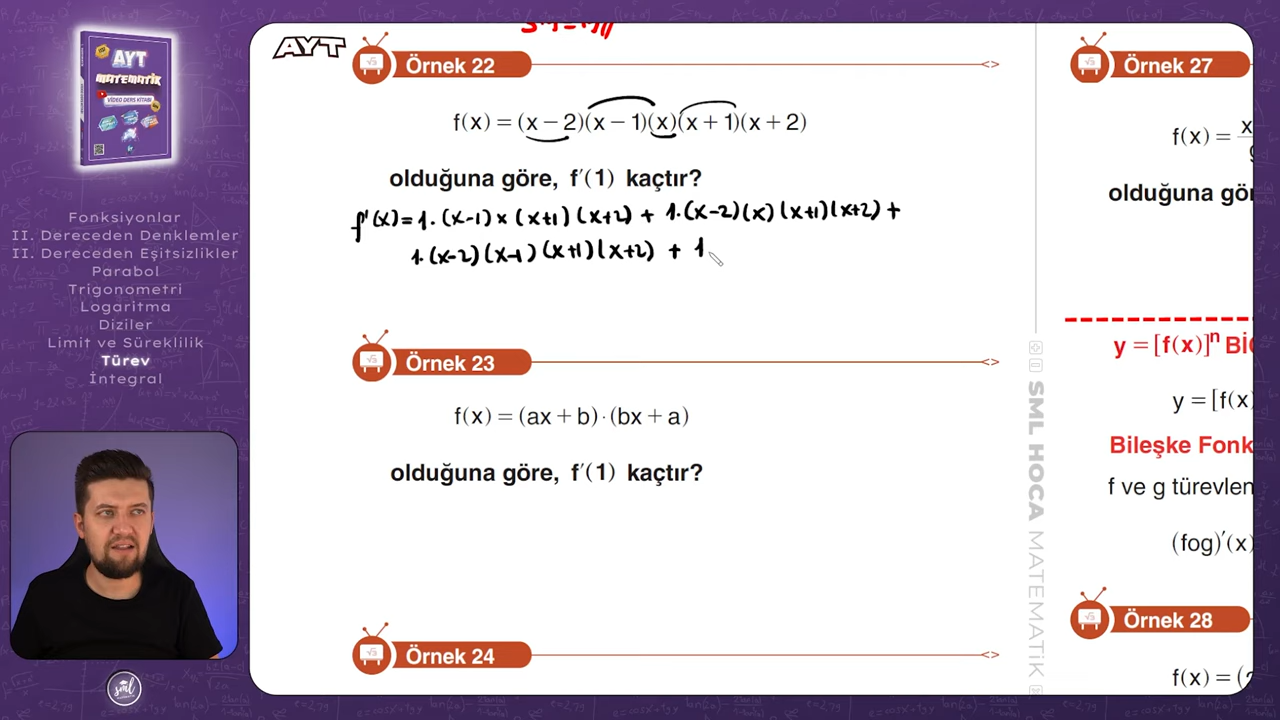 AYT
MATEMATİK
VİDEO DERS KİTABI
Fonksiyonlar
II. Dereceden Denklemler
II. Dereceden Eşitsizlikler
Parabol
Trigonometri
Logaritma
Diziler
Limit ve Süreklilik
Türev
İntegral
sml
AYT
Örnek 22
f(x) = (x − 2)(x − 1)(x)(x + 1)(x + 2)
olduğuna göre, f′(1) kaçtır?
f'(x)=1.(x-1)x(x+1)(x+2) + 1.(x-2)(x)(x+1)(x+2) +
1.(x-2)(x-1)(x+1)(x+2) + 1
Örnek 23
f(x) = (ax + b) · (bx + a)
olduğuna göre, f′(1) kaçtır?
Örnek 24
SML HOCA MATEMATİK
Örnek 27
f(x) =
y = [f(x)]ⁿ
y = [f(x)
Bileşke Fonk
f ve g türevlen
(fog)′(x)
Örnek 28
f(x) = (